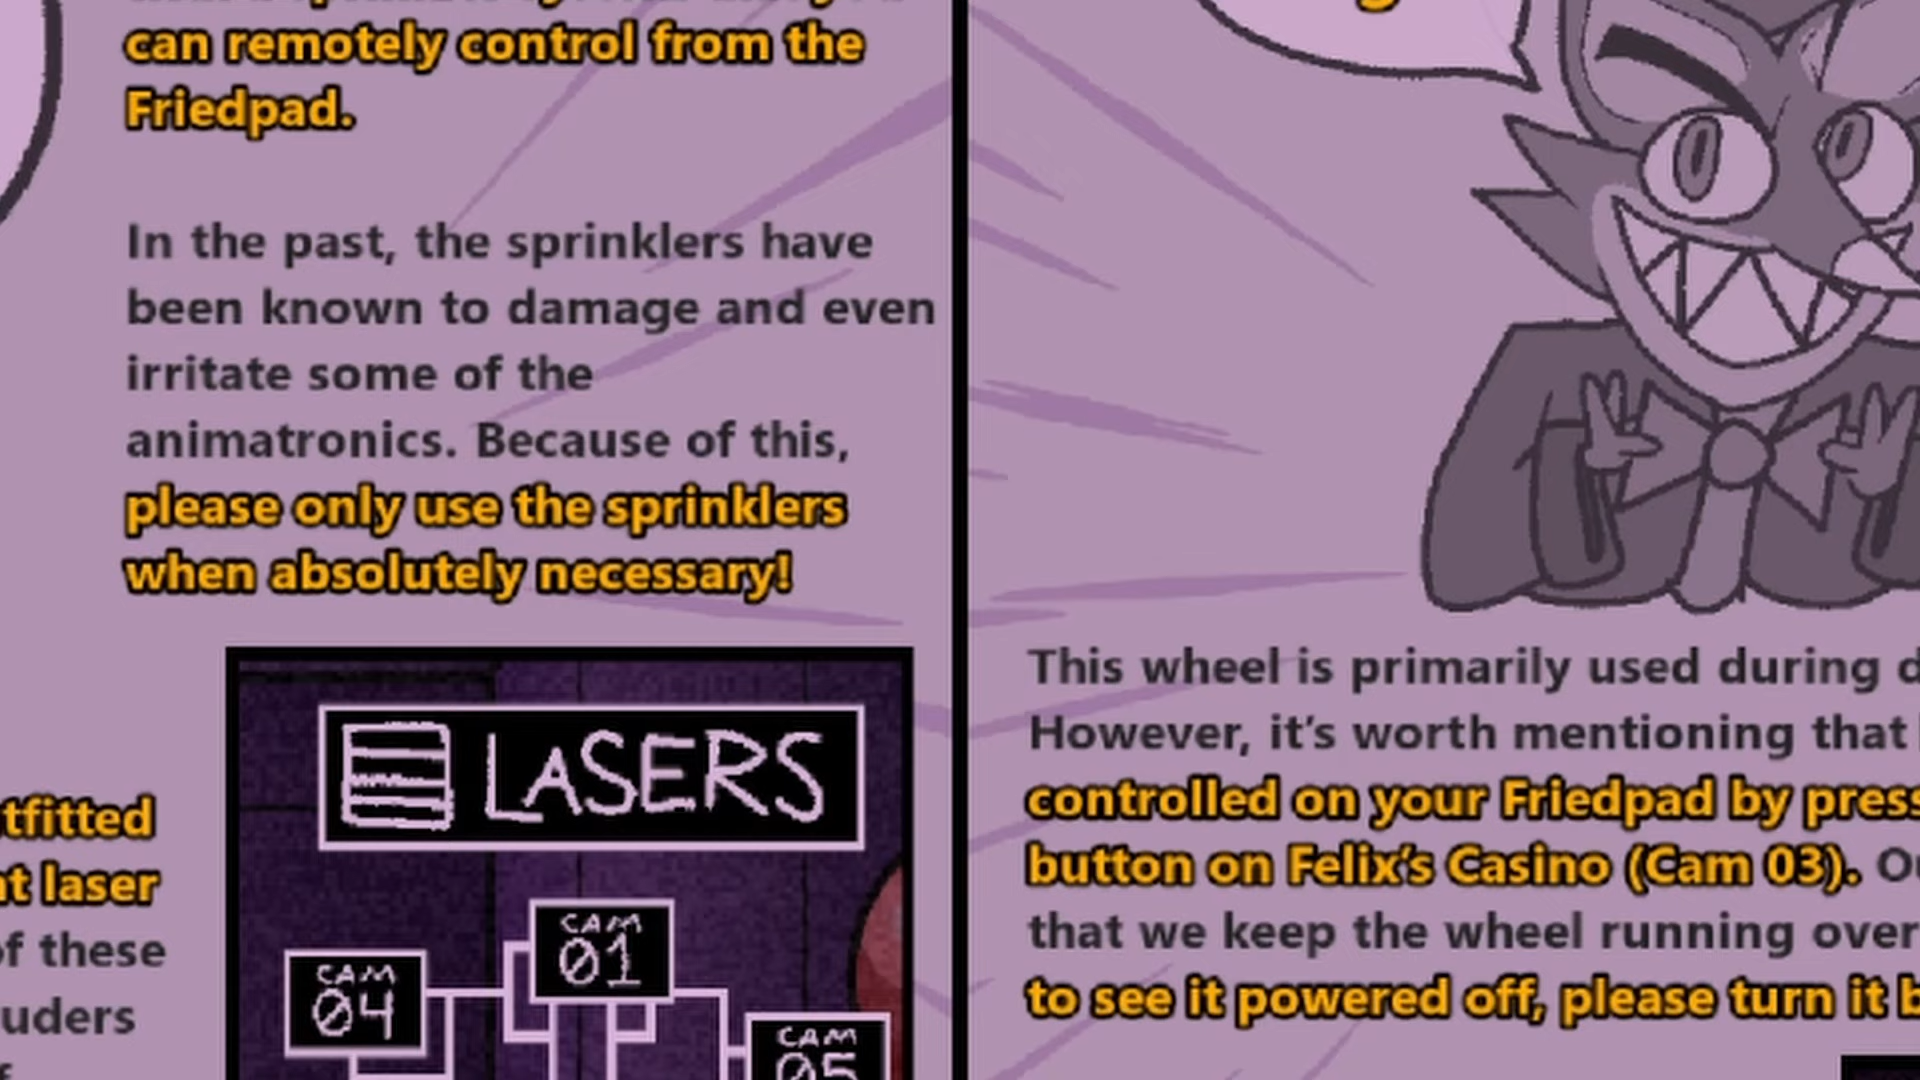 can remotely control from the
Friedpad.
In the past, the sprinklers have
been known to damage and even
irritate some of the
animatronics. Because of this,
please only use the sprinklers
when absolutely necessary!
laser
of these
LASERS
CAM
01
CAM
04
CAM
05
This wheel is primarily used during
However, it's worth mentioning that
controlled on your Friedpad by
button on Felix's Casino (Cam 03).
that we keep the wheel running over
to see it powered off, please turn it